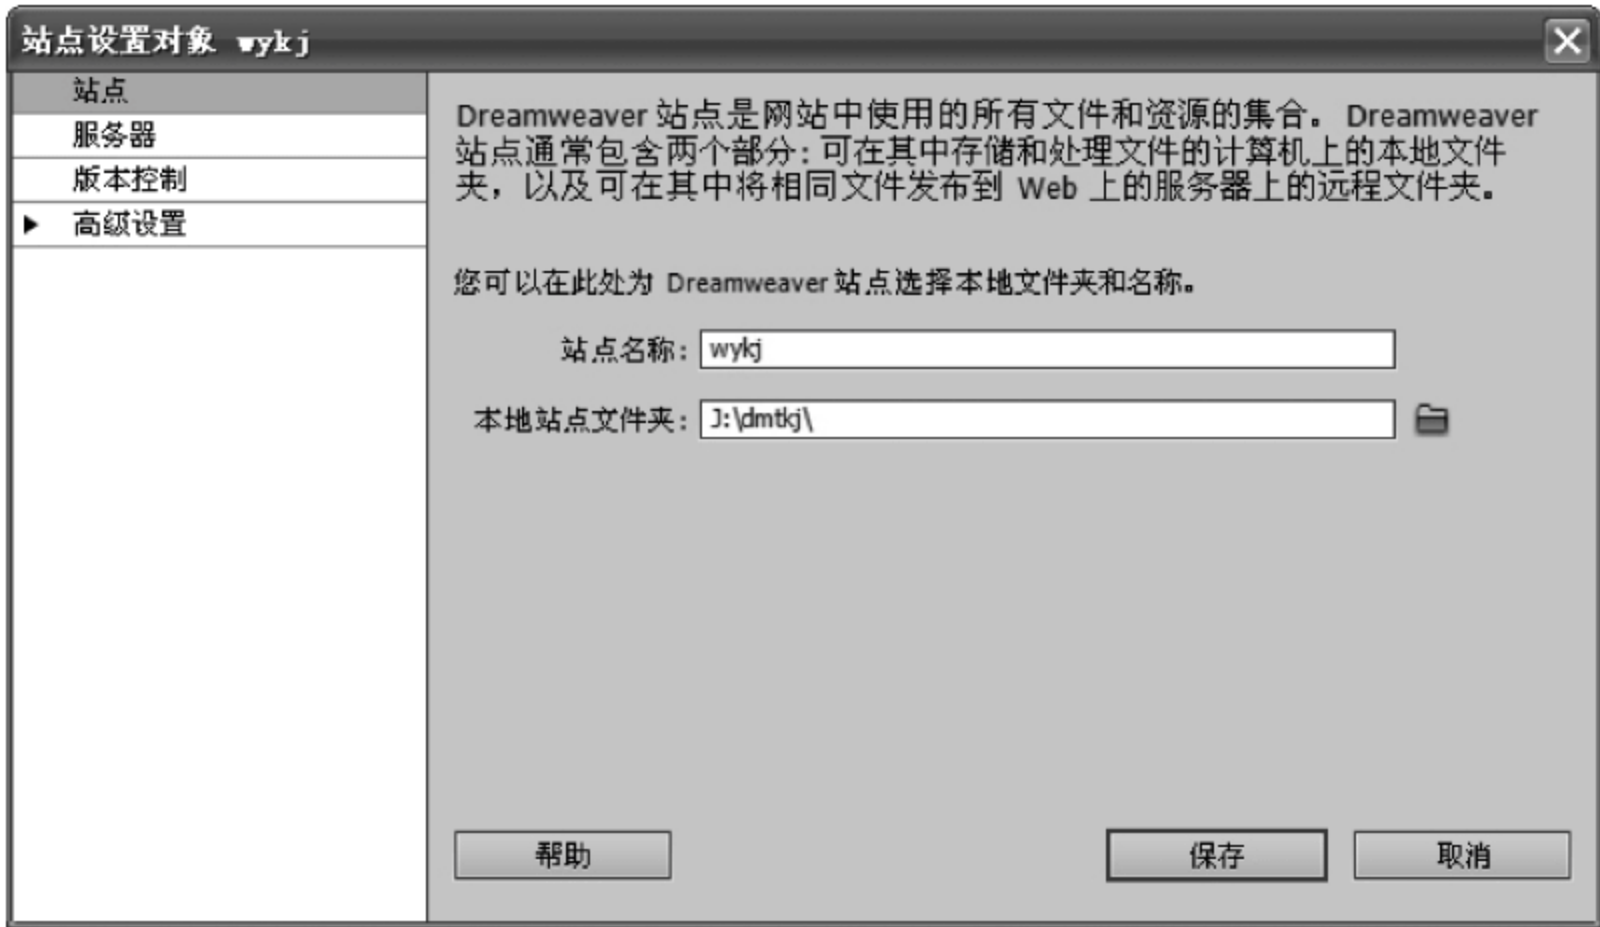 站点设置对象 wykj
站点
服务器
版本控制
高级设置
Dreamweaver 站点是网站中使用的所有文件和资源的集合。Dreamweaver
站点通常包含两个部分:可在其中存储和处理文件的计算机上的本地文件
夹，以及可在其中将相同文件发布到 Web 上的服务器上的远程文件夹。
您可以在此处为 Dreamweaver 站点选择本地文件夹和名称。
站点名称: wykj
本地站点文件夹: J:\dmtkj\
帮助 保存 取消